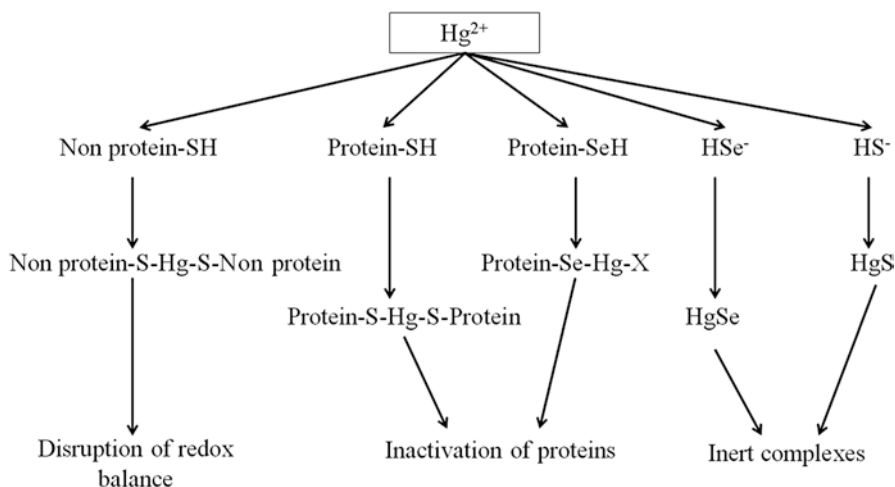 Hg²⁺
Non protein-SH
Protein-SH
Protein-SeH
HSe⁻
HS⁻
Non protein-S-Hg-S-Non protein
Protein-Se-Hg-X
HgS
Protein-S-Hg-S-Protein
HgSe
Disruption of redox
balance
Inactivation of proteins
Inert complexes